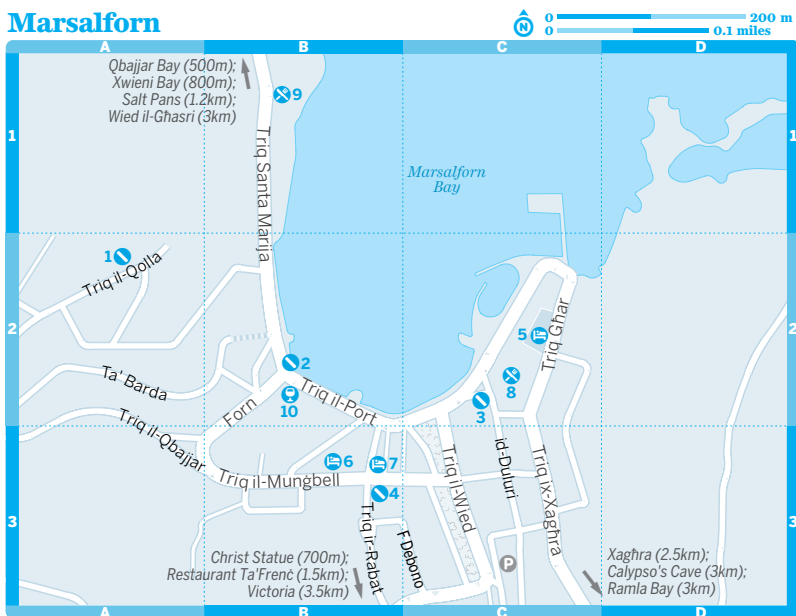 Marsalforn
N
0 200 m
0 0.1 miles
A B C D
Qbajjar Bay (500m);
Xwieni Bay (800m);
Salt Pans (1.2km);
Wied il-Għasri (3km)
9
1 1
Triq Santa Marija
Marsalforn
Bay
1
Triq il-Qolla
2 2
5
Triq Għar
2
Ta' Barda
8
10
Triq il-Port
3
Forn
Triq il-Qbajjar
6
7
Triq il-Munġbell
4
Triq il-Wied
id-Duluri
Triq ix-Xagħra
3 3
Triq ir-Rabat
F Debono
P
Christ Statue (700m);
Restaurant Ta'Frenċ (1.5km);
Victoria (3.5km)
Xagħra (2.5km);
Calypso's Cave (3km);
Ramla Bay (3km)
A B C D